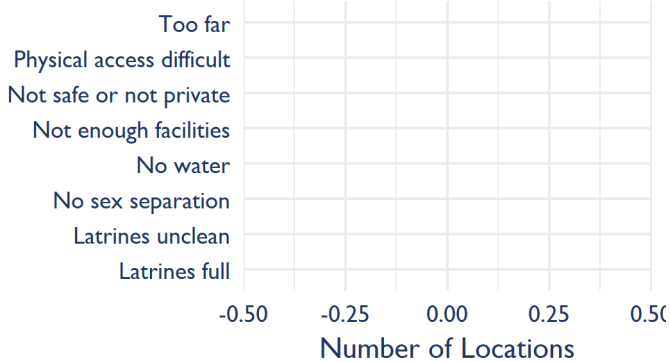 Too far
Physical access difficult
Not safe or not private
Not enough facilities
No water
No sex separation
Latrines unclean
Latrines full
-0.50 -0.25 0.00 0.25 0.50
Number of Locations